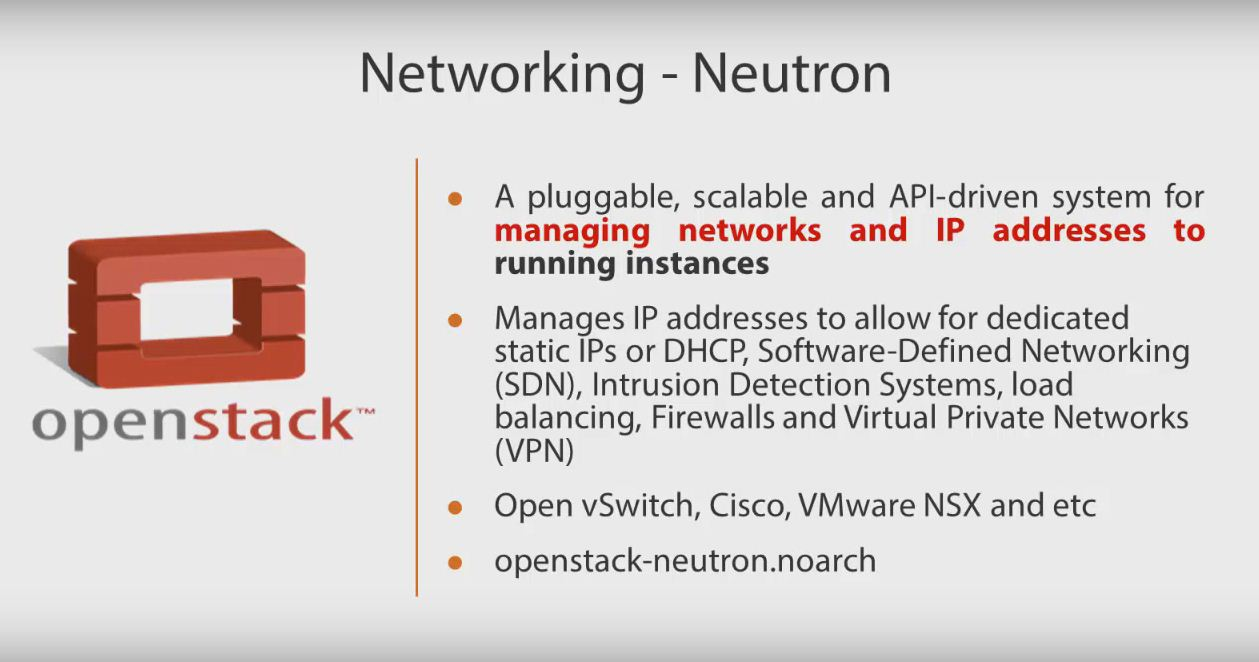 Networking - Neutron
● A pluggable, scalable and API-driven system for
managing networks and IP addresses to
running instances
● Manages IP addresses to allow for dedicated
static IPs or DHCP, Software-Defined Networking
(SDN), Intrusion Detection Systems, load
balancing, Firewalls and Virtual Private Networks
(VPN)
● Open vSwitch, Cisco, VMware NSX and etc
● openstack-neutron.noarch
openstack™